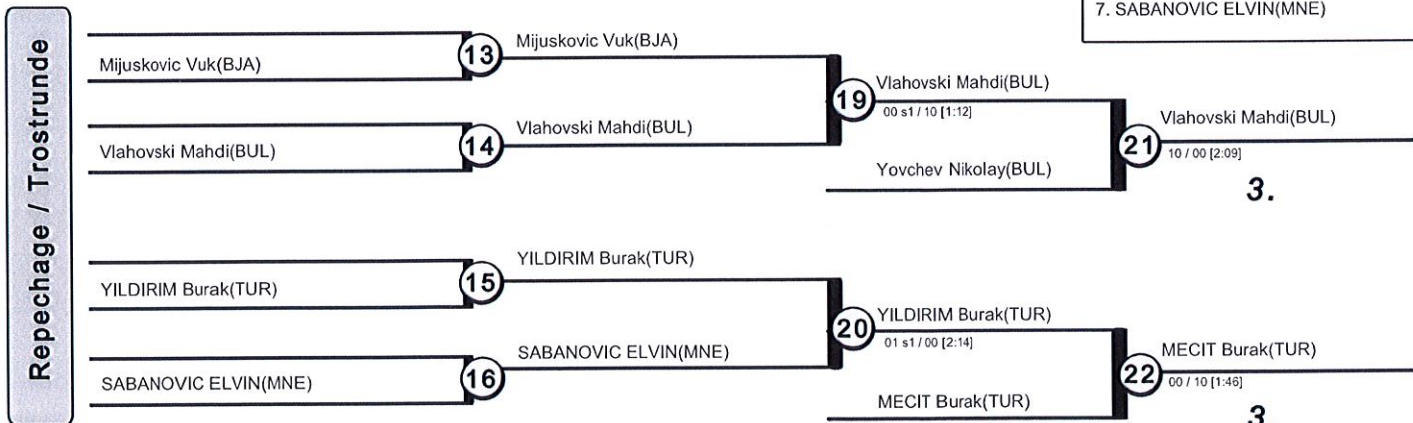 7. SABANOVIC ELVIN(MNE)
Repechage / Trostrunde
Mijuskovic Vuk(BJA)
13
Mijuskovic Vuk(BJA)
Vlahovski Mahdi(BUL)
14
Vlahovski Mahdi(BUL)
19
Vlahovski Mahdi(BUL)
00 s1 / 10 [1:12]
Yovchev Nikolay(BUL)
21
Vlahovski Mahdi(BUL)
10 / 00 [2:09]
3.
YILDIRIM Burak(TUR)
15
YILDIRIM Burak(TUR)
SABANOVIC ELVIN(MNE)
16
SABANOVIC ELVIN(MNE)
20
YILDIRIM Burak(TUR)
01 s1 / 00 [2:14]
MECIT Burak(TUR)
22
MECIT Burak(TUR)
00 / 10 [1:46]
3